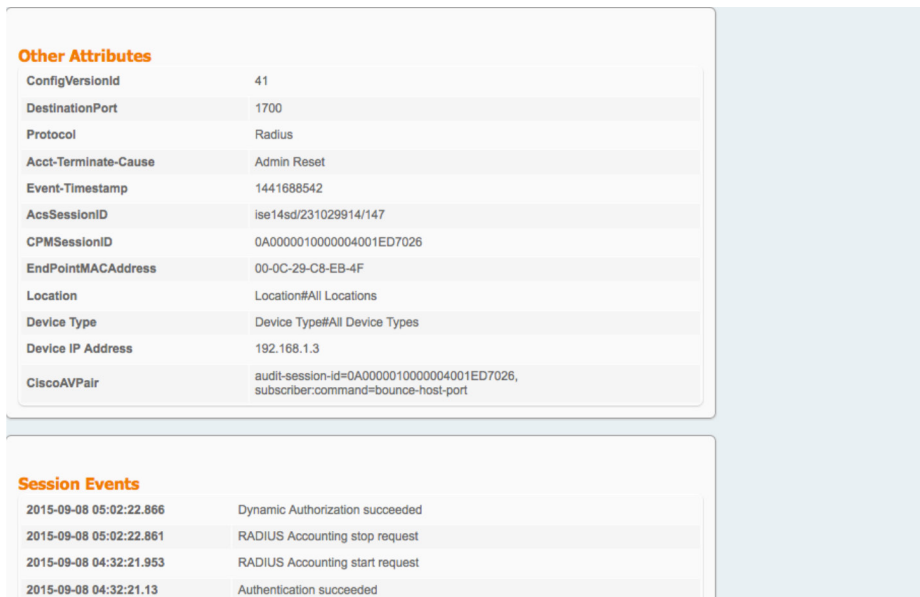 Other Attributes
ConfigVersionId 41
DestinationPort 1700
Protocol Radius
Acct-Terminate-Cause Admin Reset
Event-Timestamp 1441688542
AcsSessionID ise14sd/231029914/147
CPMSessionID 0A0000010000004001ED7026
EndPointMACAddress 00-0C-29-C8-EB-4F
Location Location#All Locations
Device Type Device Type#All Device Types
Device IP Address 192.168.1.3
CiscoAVPair audit-session-id=0A0000010000004001ED7026,
subscriber:command=bounce-host-port
Session Events
2015-09-08 05:02:22.866 Dynamic Authorization succeeded
2015-09-08 05:02:22.861 RADIUS Accounting stop request
2015-09-08 04:32:21.953 RADIUS Accounting start request
2015-09-08 04:32:21.13 Authentication succeeded